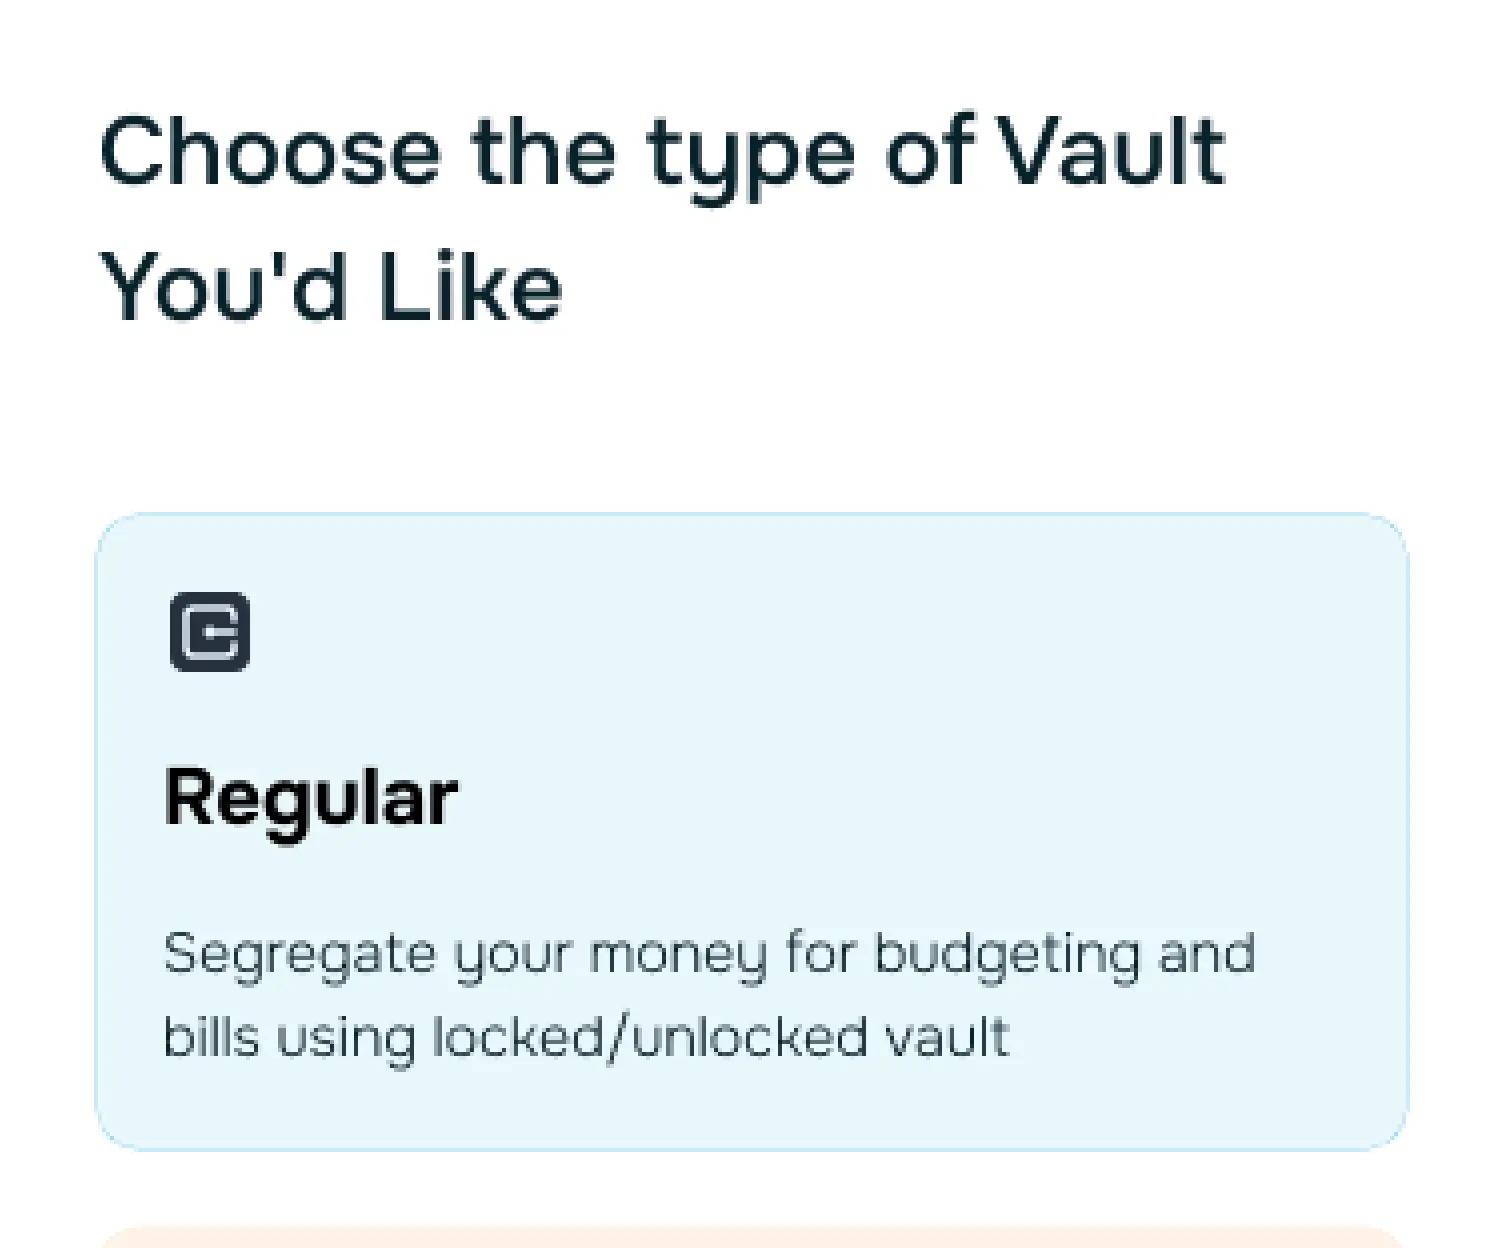 Choose the type of Vault
You'd Like
Regular
Segregate your money for budgeting and
bills using locked/unlocked vault